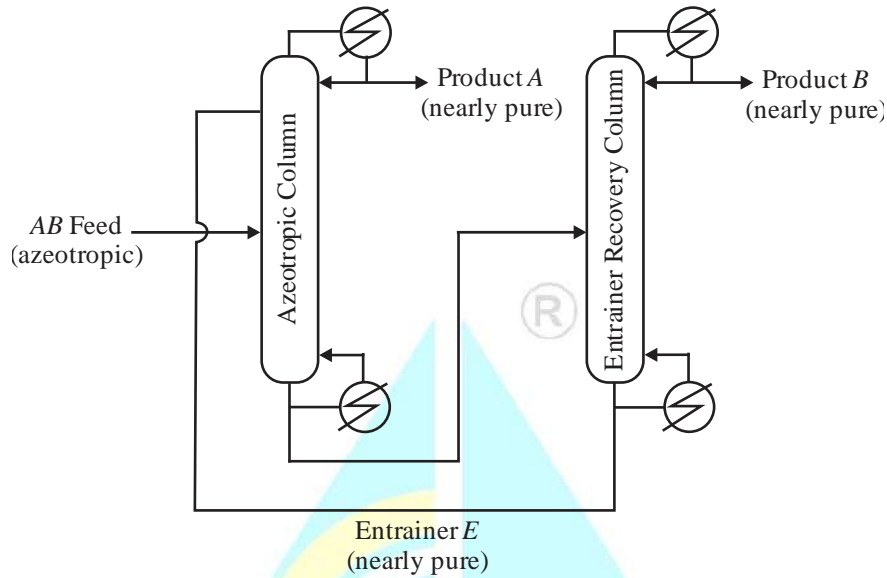 Product A
(nearly pure)
Product B
(nearly pure)
Azeotropic Column
Entrainer Recovery Column
AB Feed
(azeotropic)
®
Entrainer E
(nearly pure)